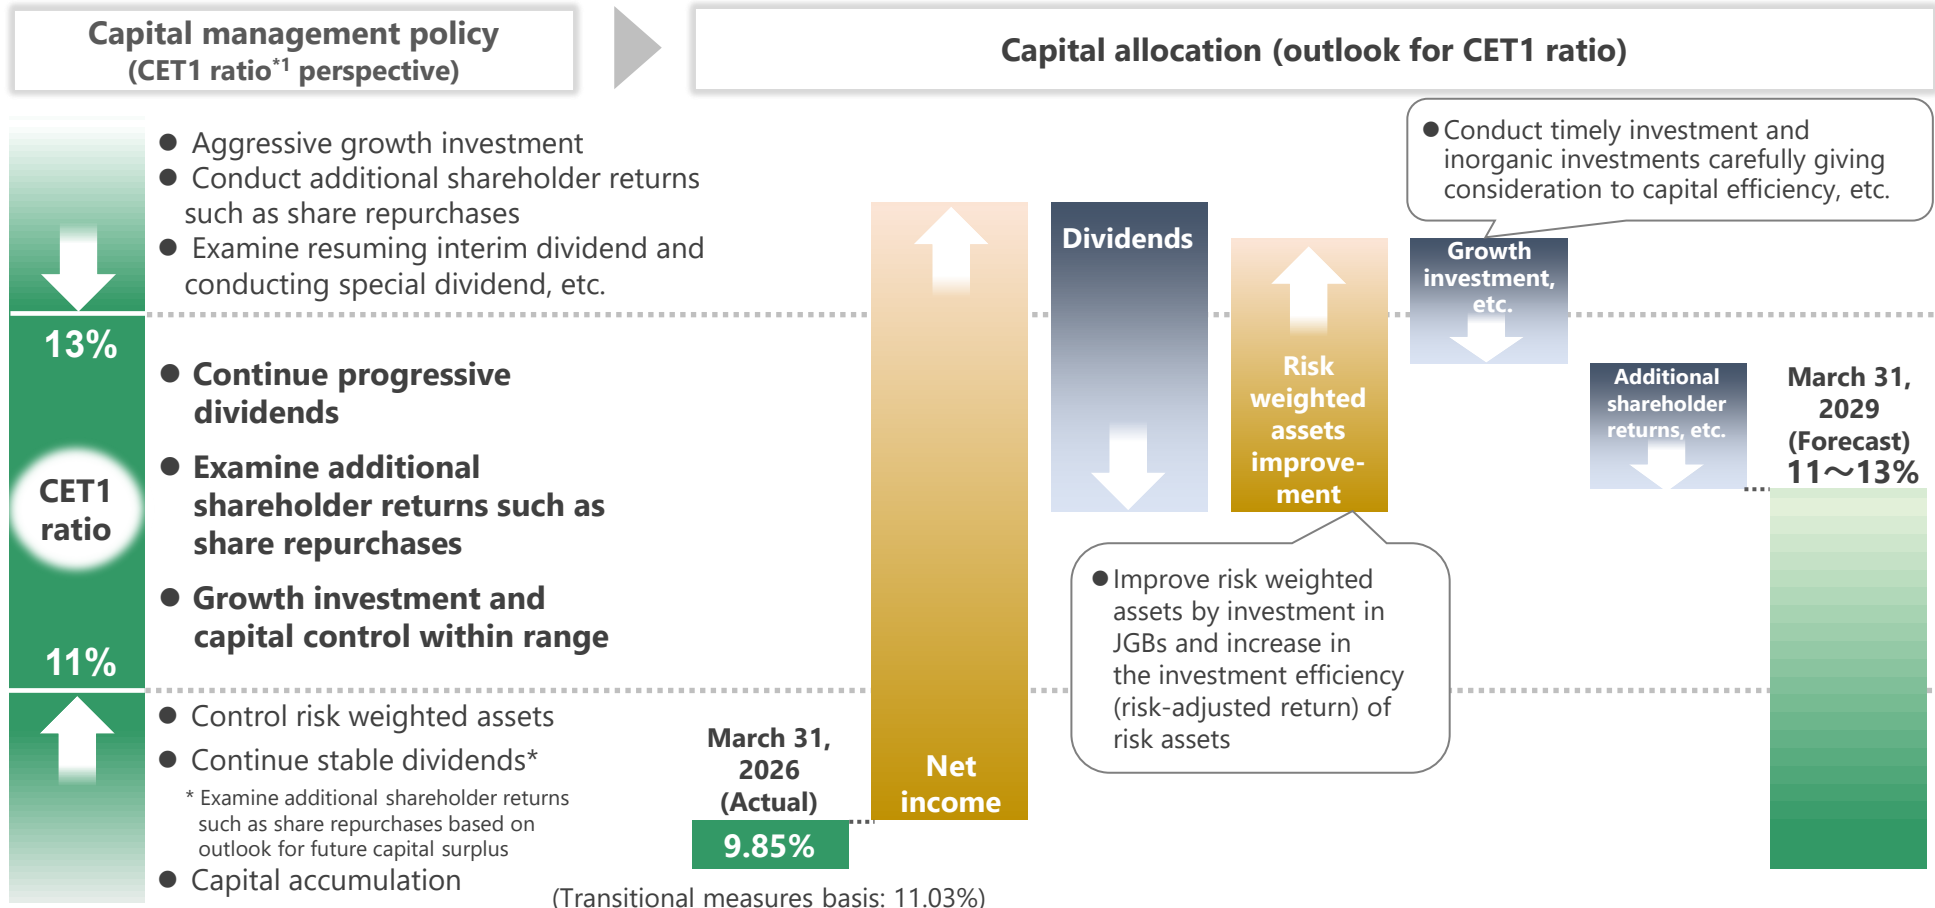 Capital management policy
(CET1 ratio*1 perspective)
Capital allocation (outlook for CET1 ratio)
● Aggressive growth investment
● Conduct additional shareholder returns
such as share repurchases
● Examine resuming interim dividend and
conducting special dividend, etc.
13%
● Continue progressive
dividends
● Examine additional
shareholder returns such as
share repurchases
● Growth investment and
capital control within range
CET1
ratio
11%
● Control risk weighted assets
● Continue stable dividends*
* Examine additional shareholder returns
such as share repurchases based on
outlook for future capital surplus
● Capital accumulation
March 31,
2026
(Actual)
9.85%
(Transitional measures basis: 11.03%)
Net
income
Dividends
Risk
weighted
assets
improve-
ment
● Improve risk weighted
assets by investment in
JGBs and increase in
the investment efficiency
(risk-adjusted return) of
risk assets
● Conduct timely investment and
inorganic investments carefully giving
consideration to capital efficiency, etc.
Growth
investment,
etc.
Additional
shareholder
returns, etc.
March 31,
2029
(Forecast)
11～13%